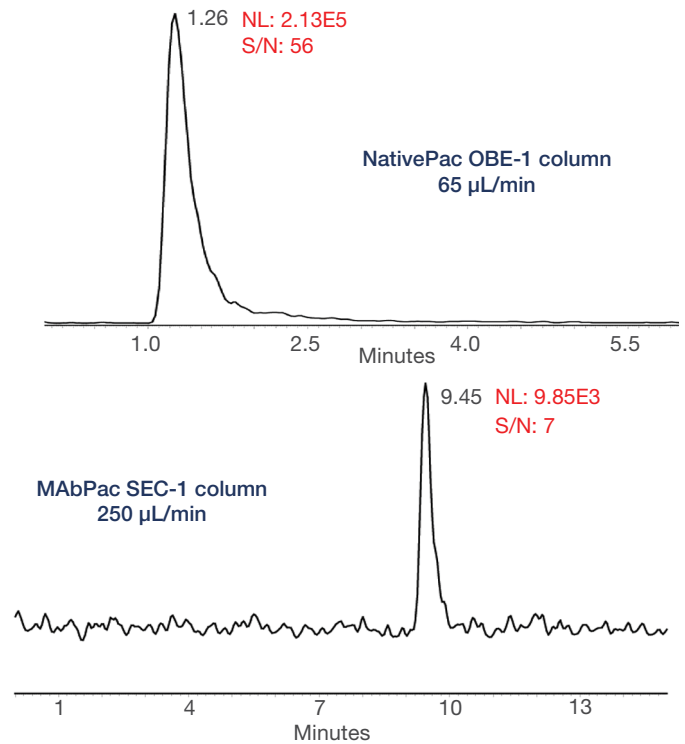 1.26 NL: 2.13E5
S/N: 56
NativePac OBE-1 column
65 µL/min
1.0 2.5 4.0 5.5
Minutes
9.45 NL: 9.85E3
S/N: 7
MAbPac SEC-1 column
250 µL/min
1 4 7 10 13
Minutes